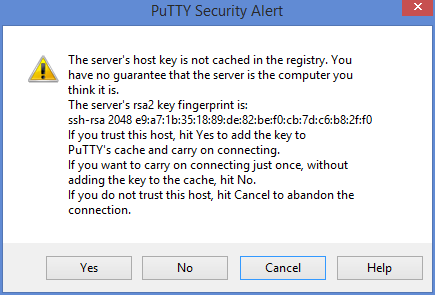 PuTTY Security Alert
The server's host key is not cached in the registry. You
have no guarantee that the server is the computer you
think it is.
The server's rsa2 key fingerprint is:
ssh-rsa 2048 e9:a7:1b:35:18:89:de:82:be:f0:cb:7d:c6:b8:2f:f0
If you trust this host, hit Yes to add the key to
PuTTY's cache and carry on connecting.
If you want to carry on connecting just once, without
adding the key to the cache, hit No.
If you do not trust this host, hit Cancel to abandon the
connection.
Yes No Cancel Help